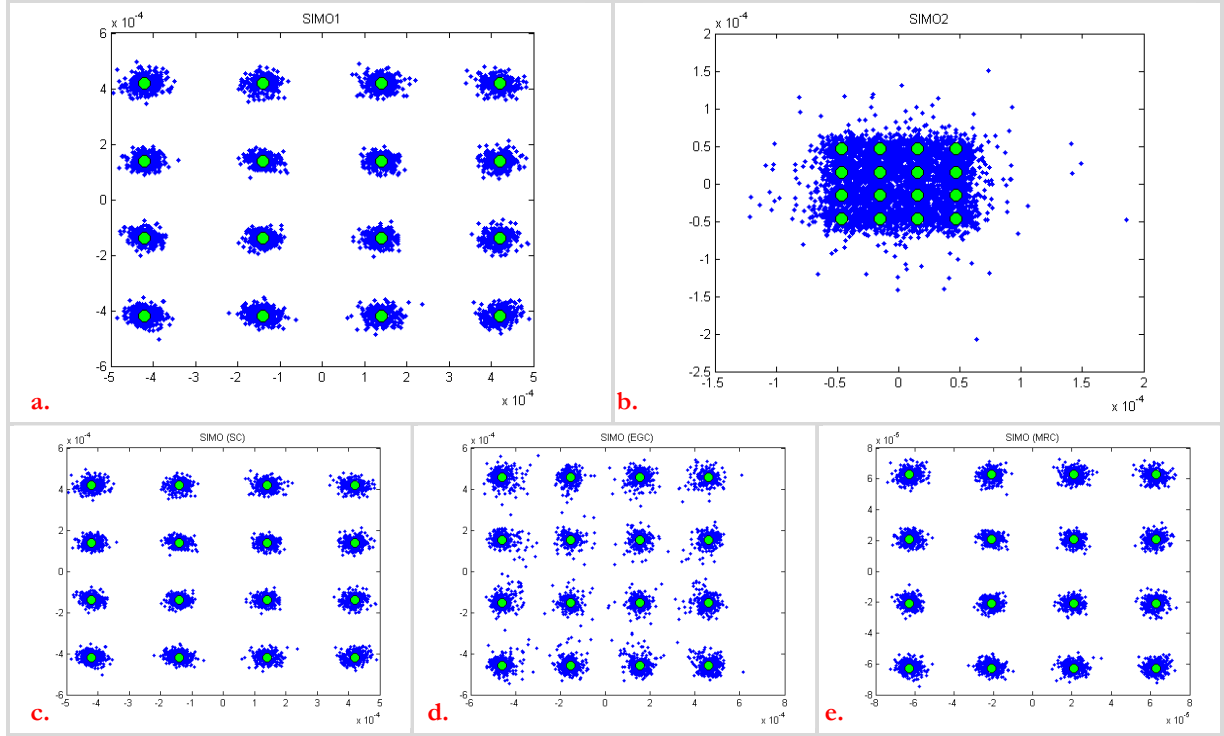 SIMO1
x 10⁻⁴
6
4
2
0
-2
-4
-6
-5 -4 -3 -2 -1 0 1 2 3 4 5
x 10⁻⁴
a.
SIMO2
x 10⁻⁴
2
1.5
1
0.5
0
-0.5
-1
-1.5
-2
-2.5
-1.5 -1 -0.5 0 0.5 1 1.5 2
x 10⁻⁴
b.
SIMO (SC)
x 10⁻⁴
6
4
2
0
-2
-4
-6
-5 -4 -3 -2 -1 0 1 2 3 4 5
x 10⁻⁴
c.
SIMO (EGC)
x 10⁻⁴
6
4
2
0
-2
-4
-6
-6 -4 -2 0 2 4 6 8
x 10⁻⁴
d.
SIMO (MRC)
x 10⁻⁵
8
6
4
2
0
-2
-4
-6
-8
-8 -6 -4 -2 0 2 4 6 8
x 10⁻⁵
e.